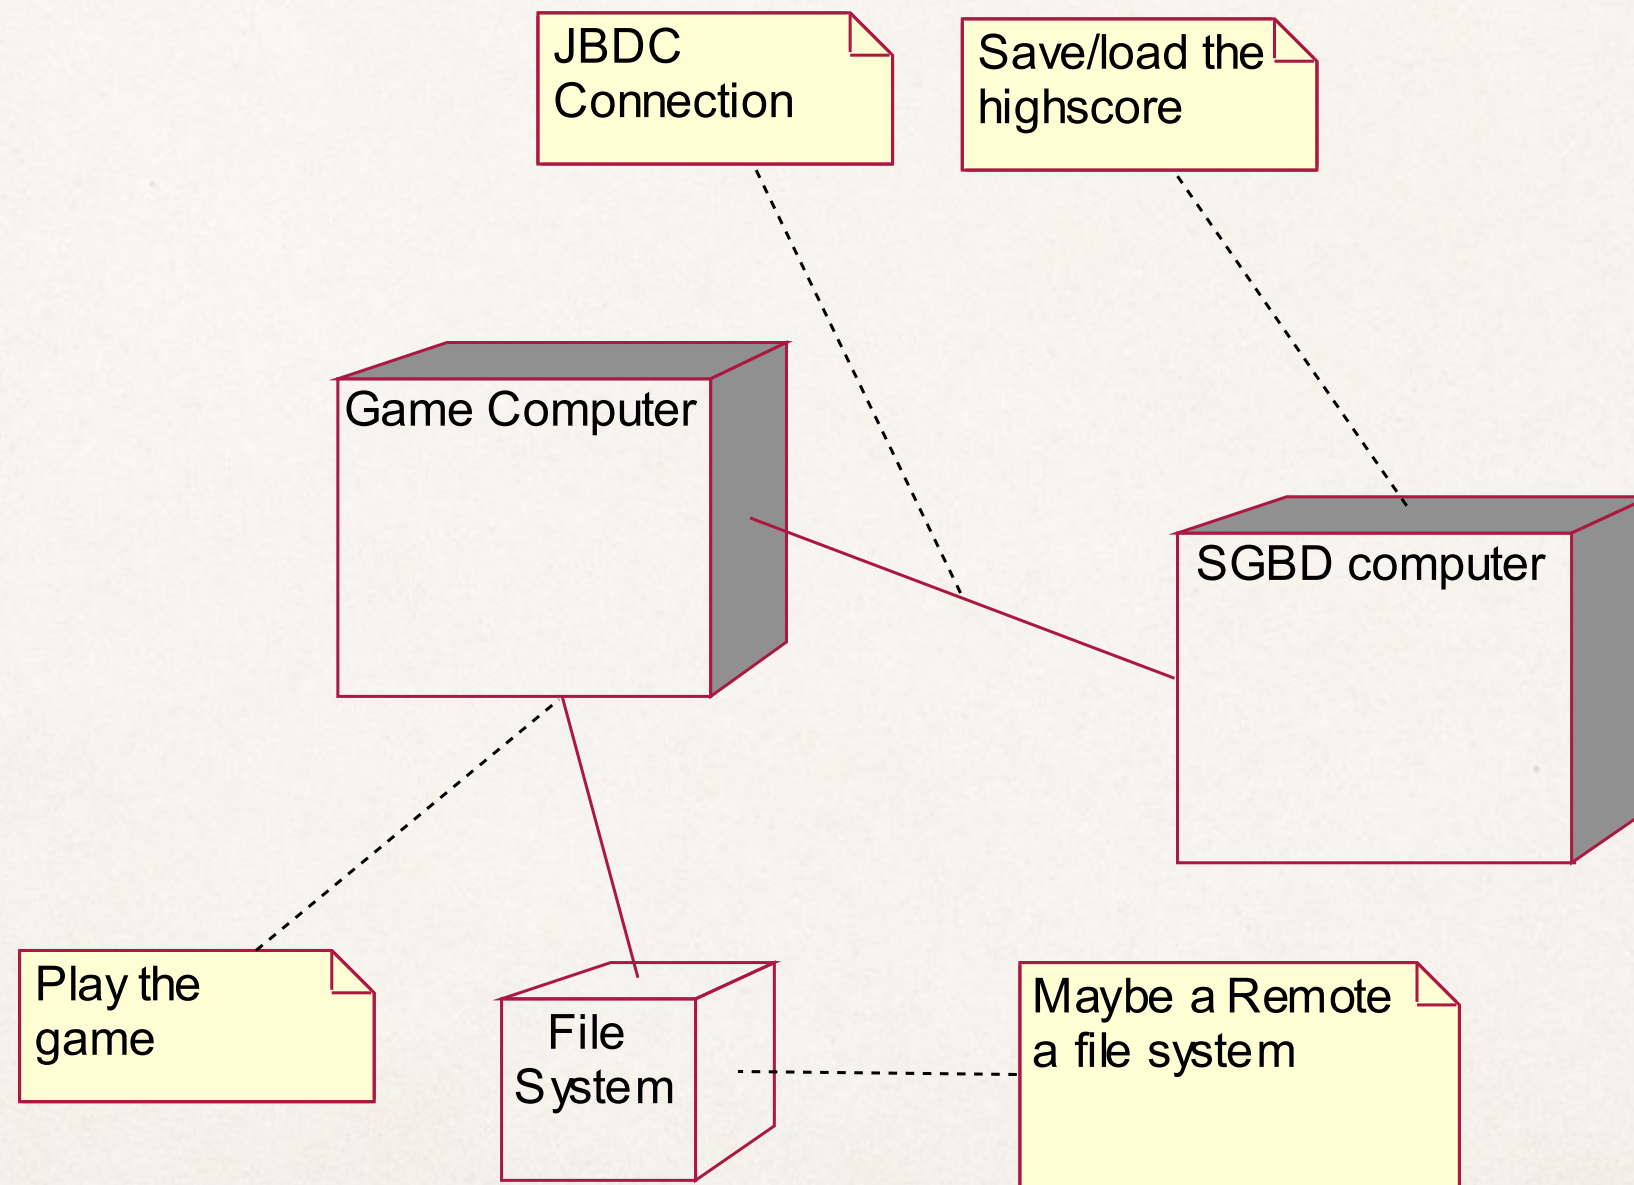 JBDC
Connection
Save/load the
highscore
Game Computer
SGBD computer
Play the
game
File
System
Maybe a Remote
a file system